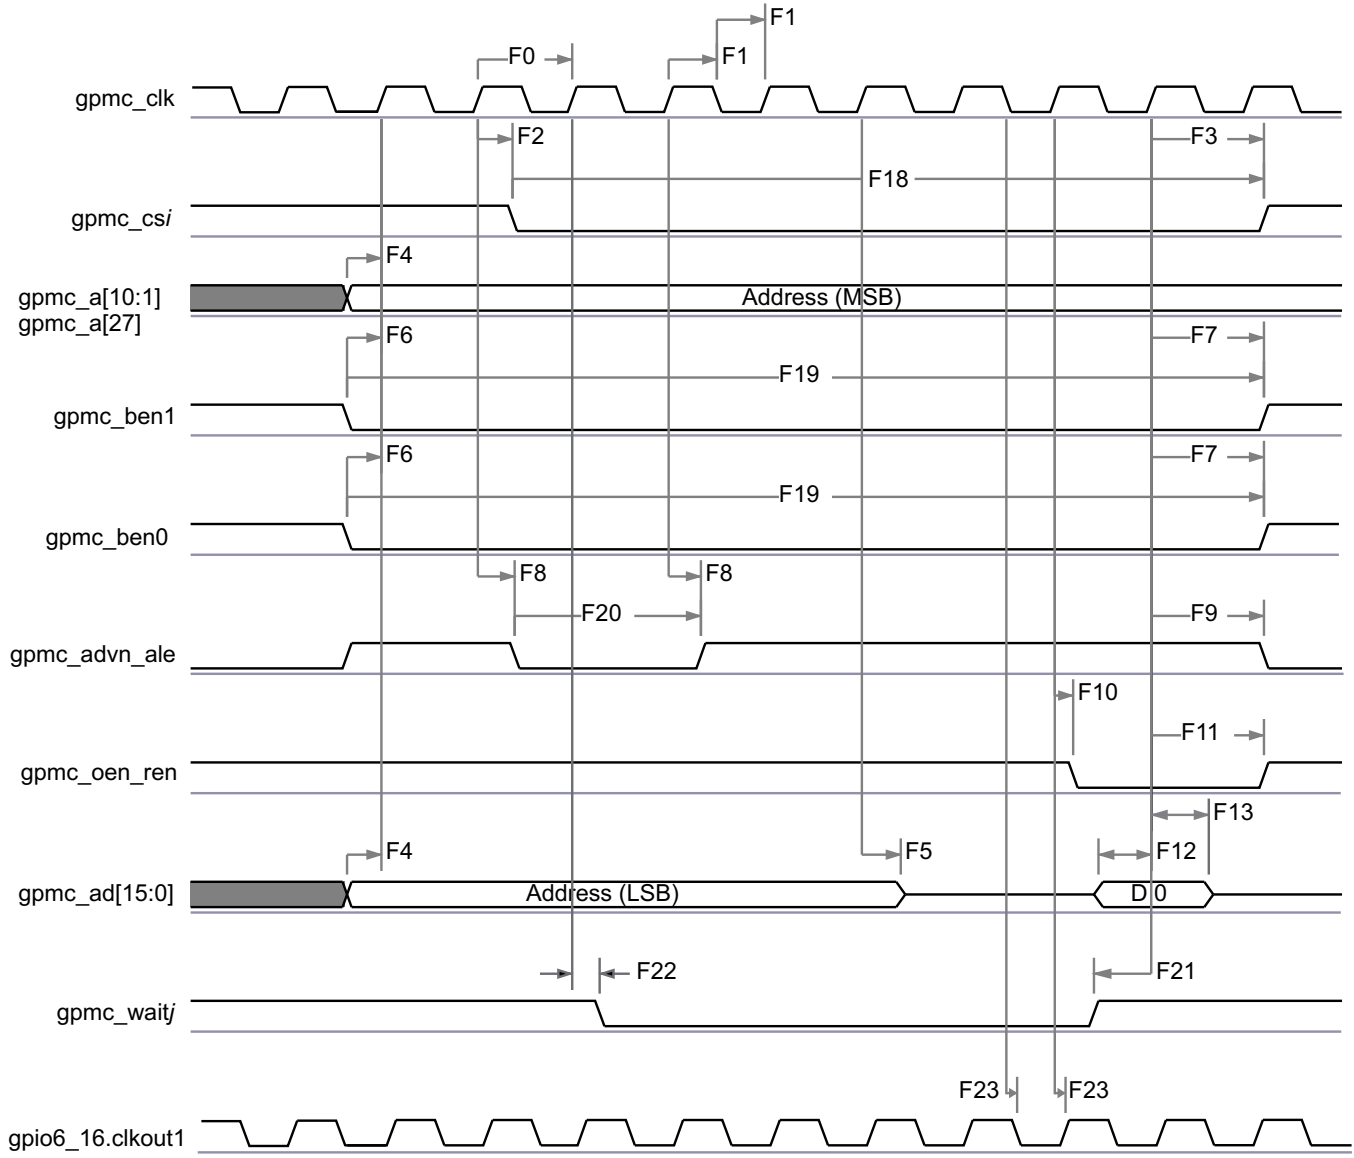 F1
F0
F1
gpmc_clk
F2
F3
F18
gpmc_csi
F4
gpmc_a[10:1]
Address (MSB)
gpmc_a[27]
F6
F7
F19
gpmc_ben1
F6
F7
F19
gpmc_ben0
F8
F8
F20
F9
gpmc_advn_ale
F10
F11
gpmc_oen_ren
F13
F4
F5
F12
gpmc_ad[15:0]
Address (LSB)
D 0
F22
F21
gpmc_waitj
F23
F23
gpio6_16.clkout1